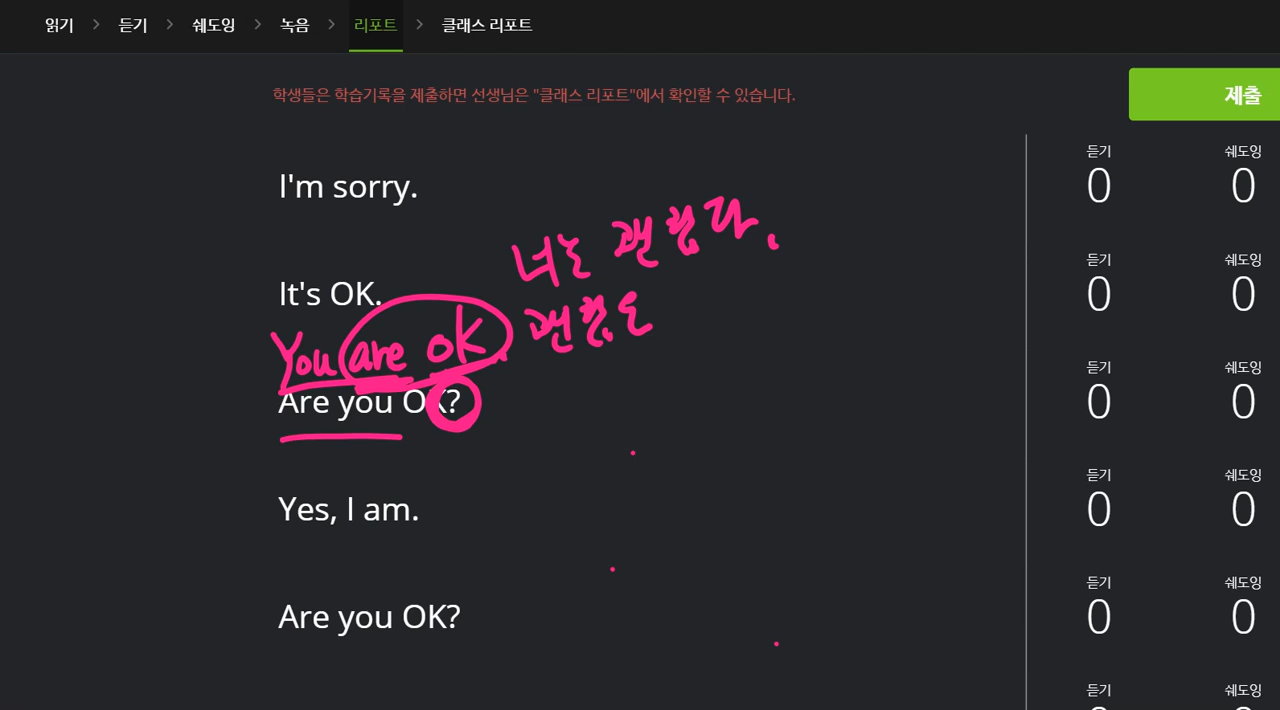 읽기 > 듣기 > 쉐도잉 > 녹음 > 리포트 > 클래스 리포트
학생들은 학습기록을 제출하면 선생님은 "클래스 리포트"에서 확인할 수 있습니다.
제출
듣기 쉐도잉
I'm sorry. 0 0
너는 괜찮다.
듣기 쉐도잉
It's OK. 0 0
You are OK. 괜찮은
듣기 쉐도잉
Are you OK? 0 0
듣기 쉐도잉
Yes, I am. 0 0
듣기 쉐도잉
Are you OK? 0 0
듣기 쉐도잉